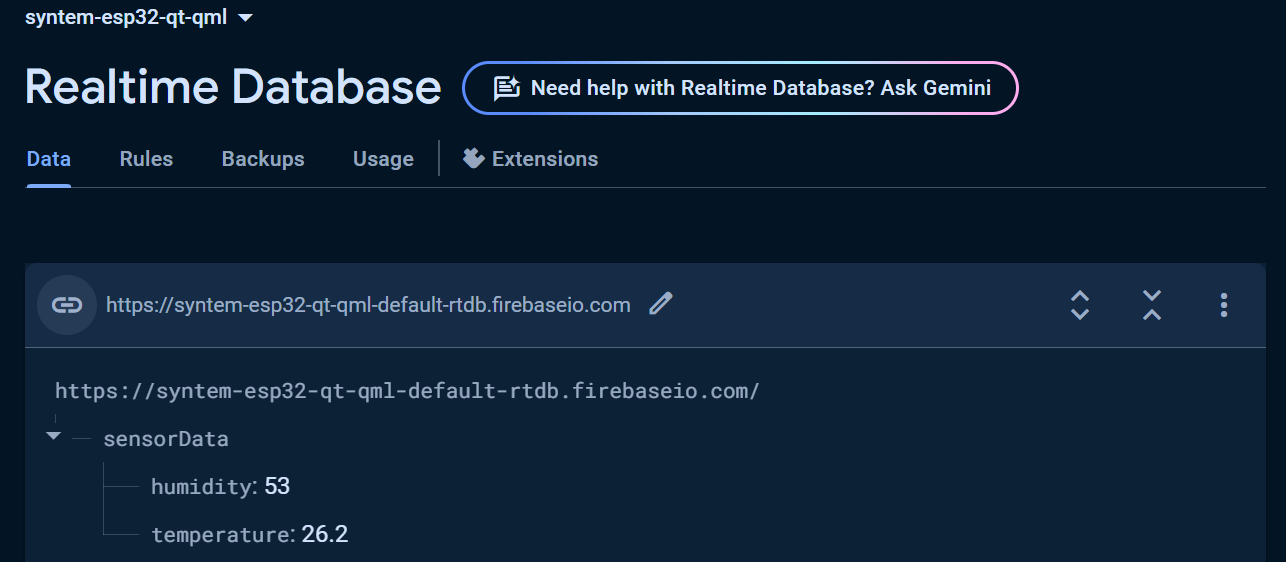 syntem-esp32-qt-qml
Realtime Database
Need help with Realtime Database? Ask Gemini
Data Rules Backups Usage Extensions
https://syntem-esp32-qt-qml-default-rtdb.firebaseio.com
https://syntem-esp32-qt-qml-default-rtdb.firebaseio.com/
sensorData
humidity: 53
temperature: 26.2